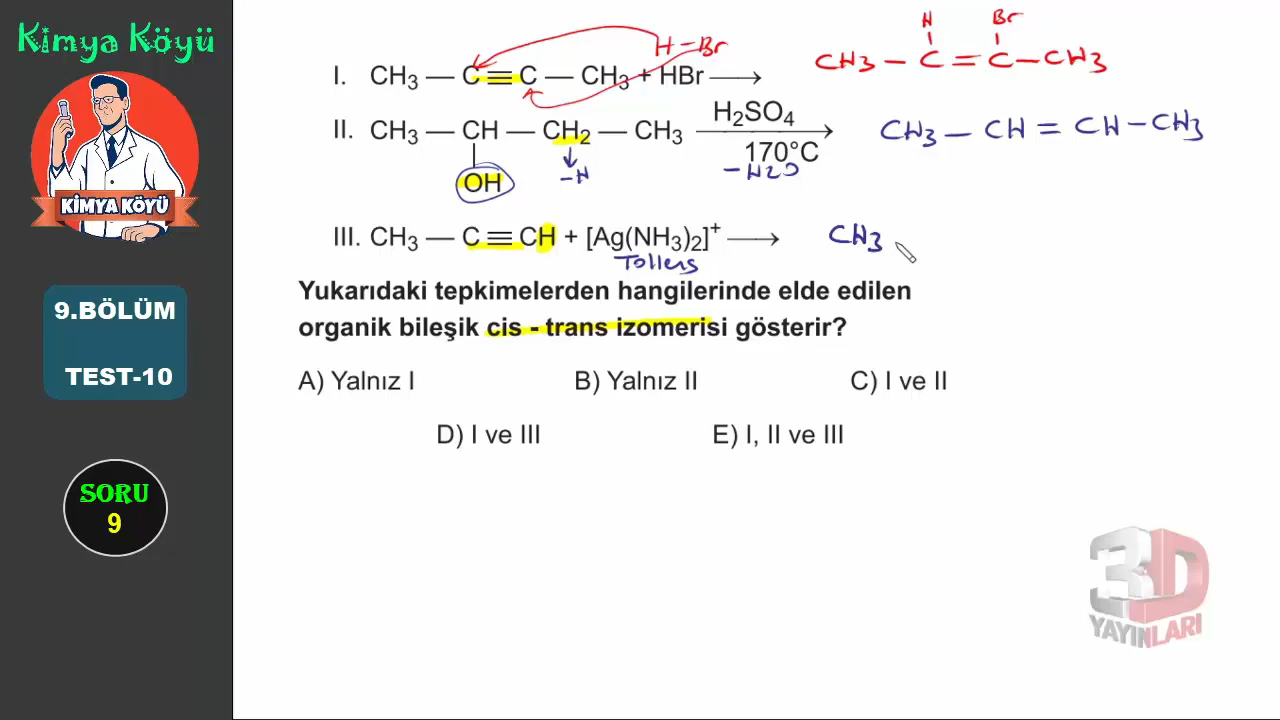 Kimya Köyü
KİMYA KÖYÜ
9.BÖLÜM
TEST-10
SORU
9
H Br
H - Br
I. CH3 — C ≡ C — CH3 + HBr ⟶ CH3 — C = C — CH3
II. CH3 — CH — CH2 — CH3 H2SO4 170°C ⟶ CH3 — CH = CH — CH3
-H2O
OH
-H
III. CH3 — C ≡ CH + [Ag(NH3)2]+ ⟶ CH3
Tollens
Yukarıdaki tepkimelerden hangilerinde elde edilen
organik bileşik cis - trans izomerisi gösterir?
A) Yalnız I B) Yalnız II C) I ve II
D) I ve III E) I, II ve III
3D
YAYINLARI